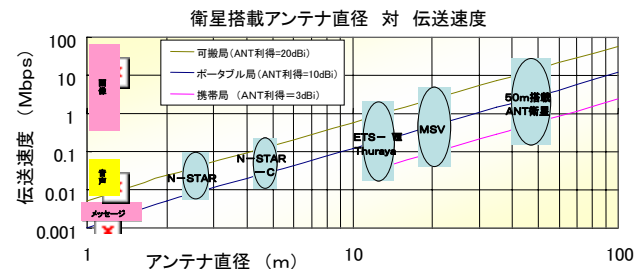 衛星搭載アンテナ直径 対 伝送速度
伝送速度 (Mbps)
100
10
1
0.1
0.01
0.001
画像
音声
メッセージ
可搬局(ANT利得=20dBi)
ポータブル局(ANT利得=10dBi)
携帯局 (ANT利得=3dBi)
N-STAR
N-STAR
-C
ETS-
Thuraya
MSV
50m搭載
ANT衛星
1
10
100
アンテナ直径 (m)